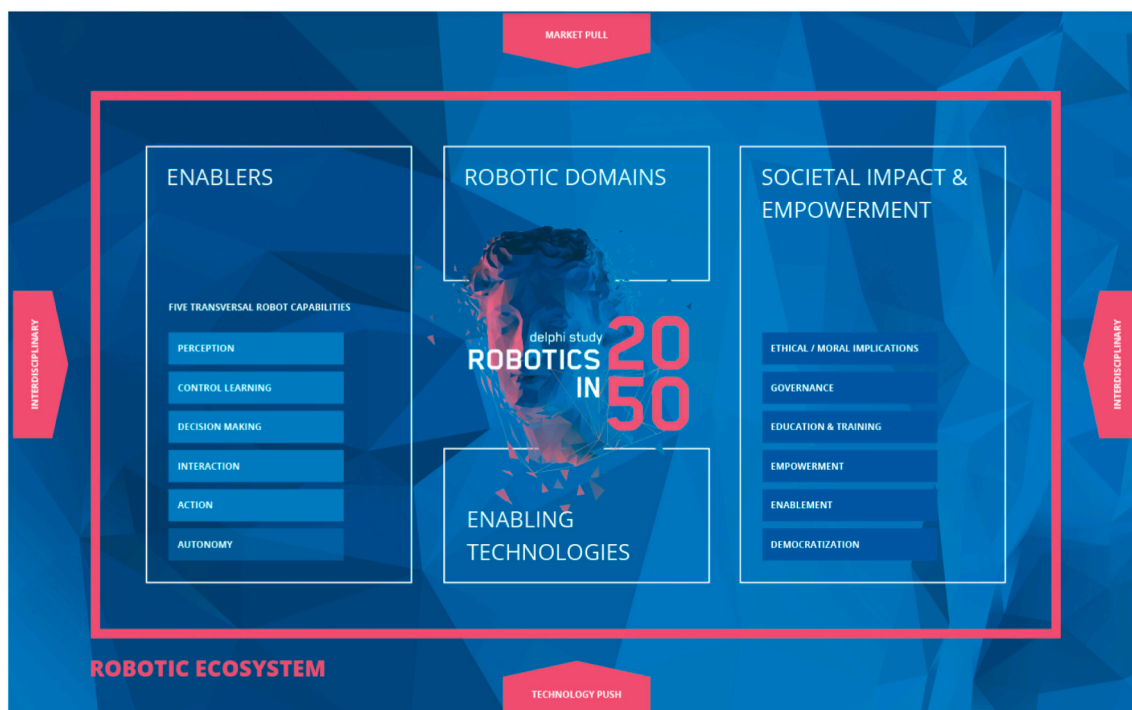 MARKET PULL
ENABLERS
ROBOTIC DOMAINS
SOCIETAL IMPACT &
EMPOWERMENT
INTERDISCIPLINARY
FIVE TRANSVERSAL ROBOT CAPABILITIES
PERCEPTION
CONTROL LEARNING
DECISION MAKING
INTERACTION
ACTION
AUTONOMY
delphi study
ROBOTICS
IN
20
50
ENABLING
TECHNOLOGIES
ETHICAL / MORAL IMPLICATIONS
GOVERNANCE
EDUCATION & TRAINING
EMPOWERMENT
ENABLEMENT
DEMOCRATIZATION
INTERDISCIPLINARY
ROBOTIC ECOSYSTEM
TECHNOLOGY PUSH